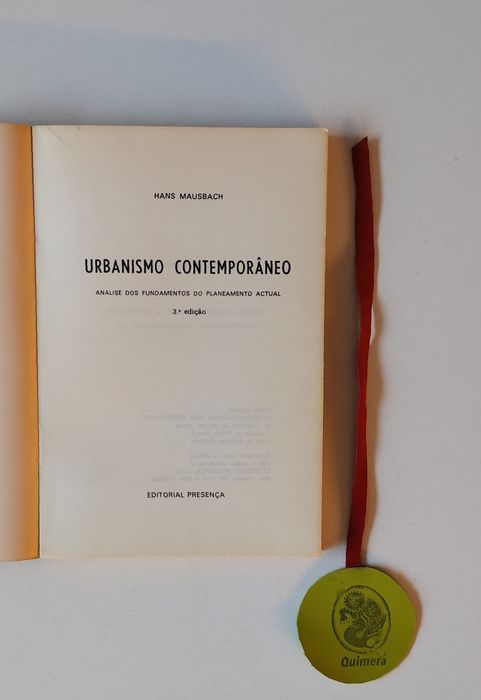 HANS MAUSBACH
URBANISMO CONTEMPORÂNEO
ANÁLISE DOS FUNDAMENTOS DO PLANEAMENTO ACTUAL
3.ª edição
EDITORIAL PRESENÇA
Quimera